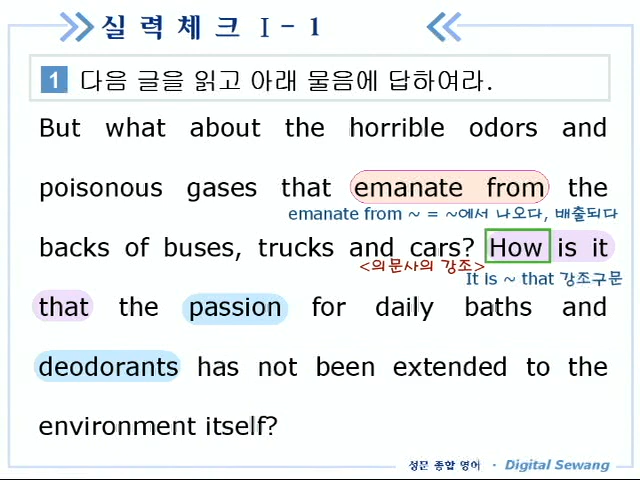 실 력 체 크 I - 1
1 다음 글을 읽고 아래 물음에 답하여라.
But what about the horrible odors and
poisonous gases that emanate from the
emanate from ~ = ~에서 나오다, 배출되다
backs of buses, trucks and cars? How is it
<의문사의 강조>
It is ~ that 강조구문
that the passion for daily baths and
deodorants has not been extended to the
environment itself?
정문 종합 영어 · Digital Sewang